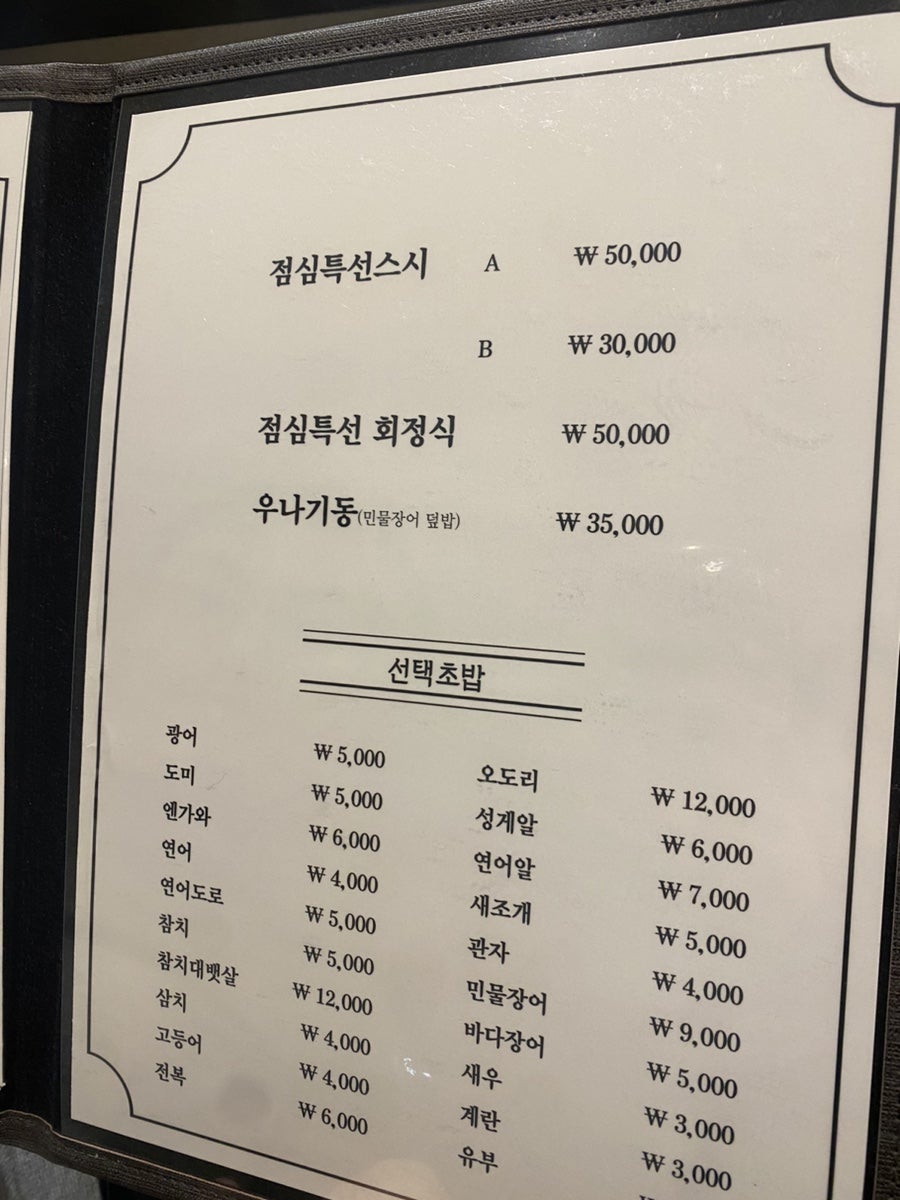 점심특선스시 A ₩ 50,000
B ₩ 30,000
점심특선 회정식 ₩ 50,000
우나기동(민물장어 덮밥) ₩ 35,000
선택초밥
광어 ₩ 5,000
도미 ₩ 5,000
엔가와 ₩ 6,000
연어 ₩ 4,000
연어도로 ₩ 5,000
참치 ₩ 5,000
참치대뱃살 ₩ 12,000
삼치 ₩ 4,000
고등어 ₩ 4,000
전복 ₩ 6,000
오도리 ₩ 12,000
성게알 ₩ 6,000
연어알 ₩ 7,000
새조개 ₩ 5,000
관자 ₩ 4,000
민물장어 ₩ 9,000
바다장어 ₩ 5,000
새우 ₩ 3,000
계란 ₩ 3,000
유부